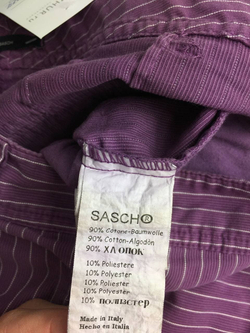 SASCH®
90% Cotone-Baumwolle
90% Cotton-Algodón
90% ХЛОПОК
10% Poliestere
10% Polyester
10% Poliester
10% Polyester
10% полиэстер
Made in Italy
Hecho en Italia